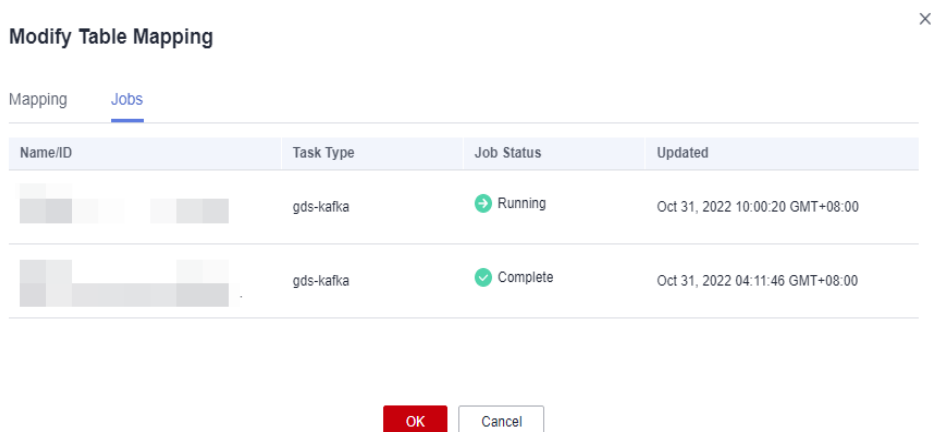 Modify Table Mapping
Mapping Jobs
Name/ID Task Type Job Status Updated
gds-kafka Running Oct 31, 2022 10:00:20 GMT+08:00
gds-kafka Complete Oct 31, 2022 04:11:46 GMT+08:00
OK Cancel